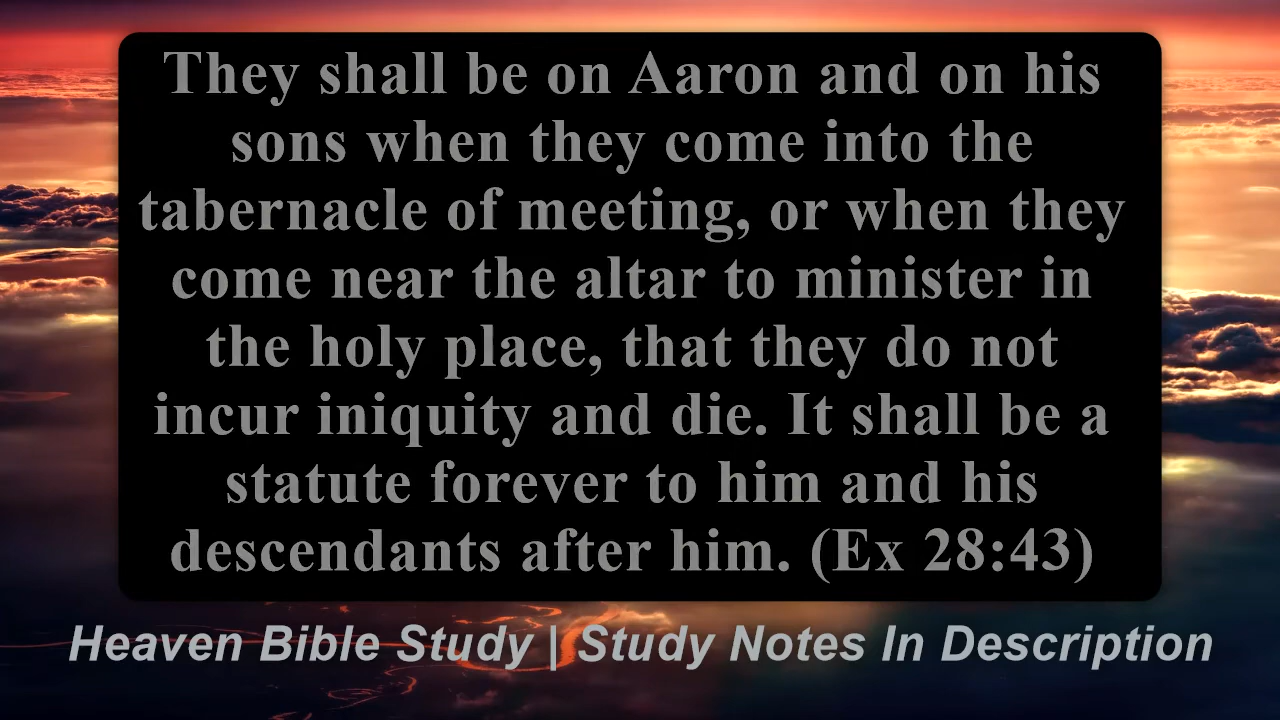 They shall be on Aaron and on his
sons when they come into the
tabernacle of meeting, or when they
come near the altar to minister in
the holy place, that they do not
incur iniquity and die. It shall be a
statute forever to him and his
descendants after him. (Ex 28:43)
Heaven Bible Study | Study Notes In Description